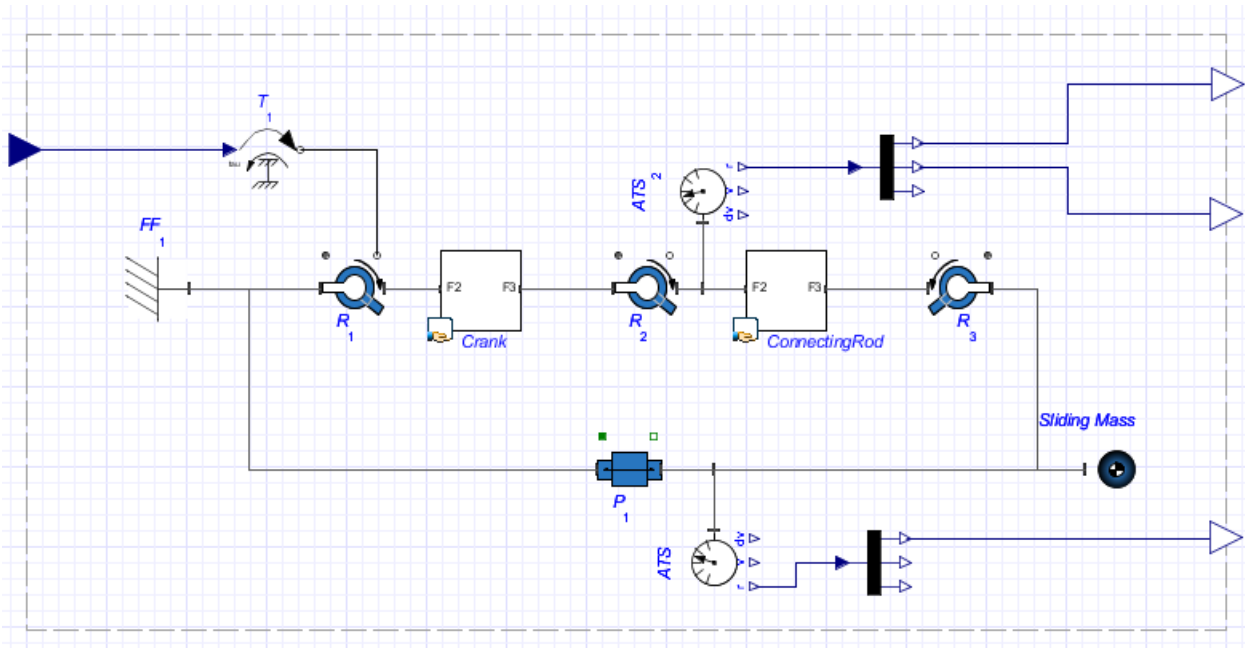 T
1
tau
ATS
2
r
v
dv
FF
1
F2
F3
F2
F3
R
1
Crank
R
2
ConnectingRod
R
3
Sliding Mass
P
1
ATS
dv
v
r